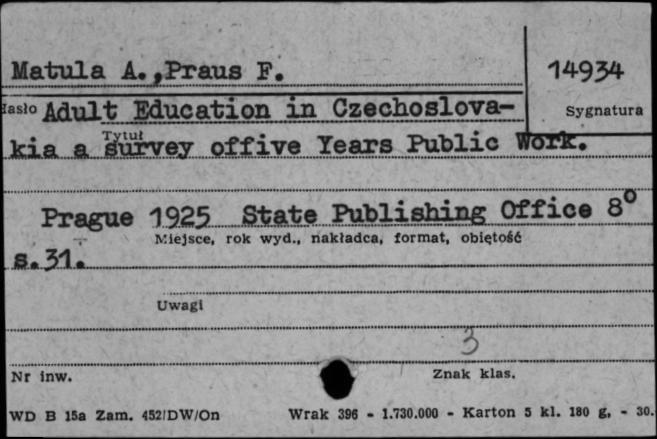 Matula A.,Praus F. 14934
Hasło Adult Education in Czechoslova- Sygnatura
Tytuł
kia a survey offive Years Public Work.
Prague 1925 State Publishing Office 8°
Miejsce, rok wyd., nakładca, format, objętość
s.31.
Uwagi
3
Nr inw. Znak klas.
WD B 15a Zam. 452/DW/On Wrak 396 - 1.730.000 - Karton 5 kl. 180 g, - 30.